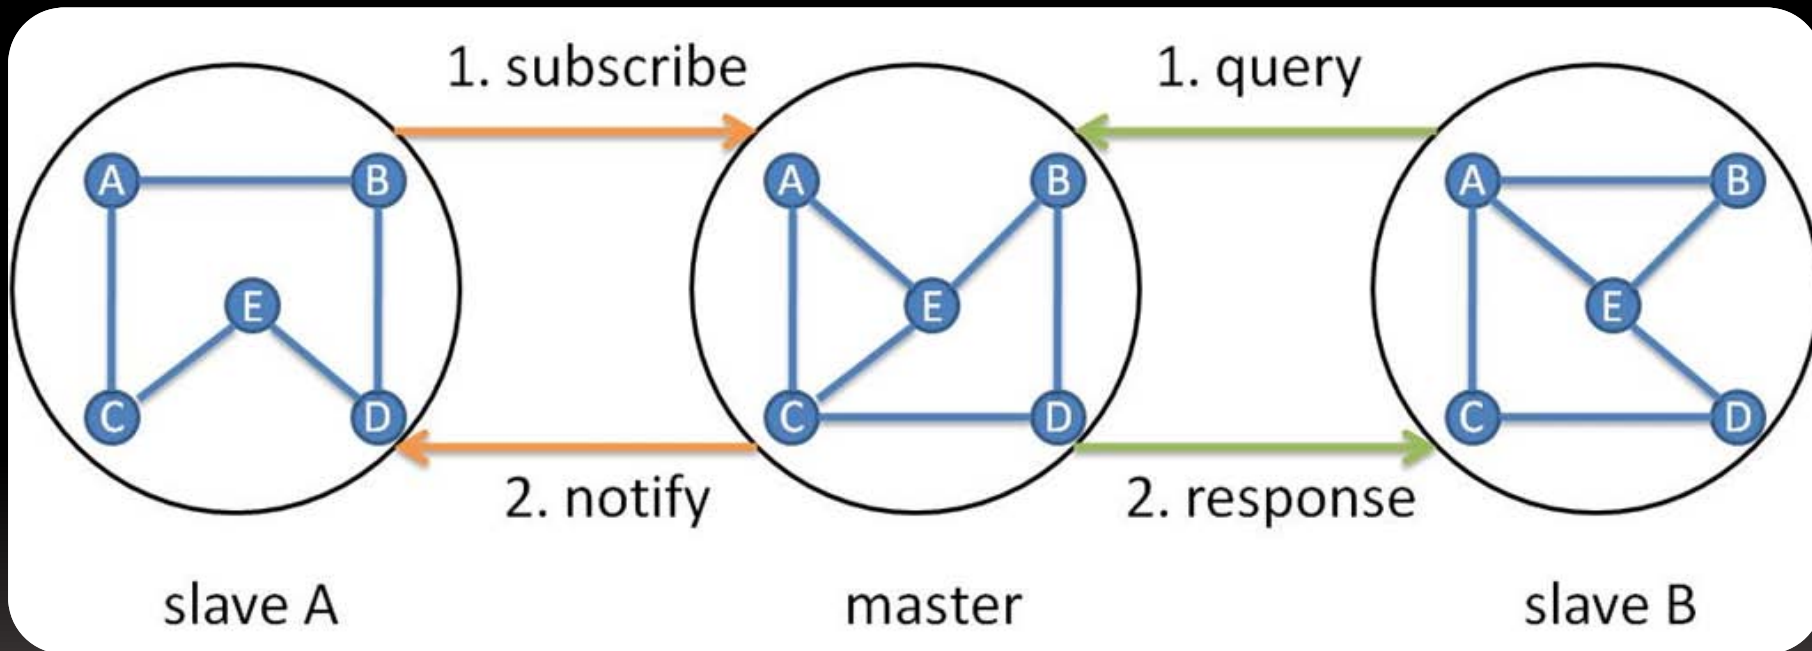 1. subscribe
1. query
A
B
A
B
A
B
E
E
E
C
D
C
D
C
D
2. notify
2. response
slave A
master
slave B